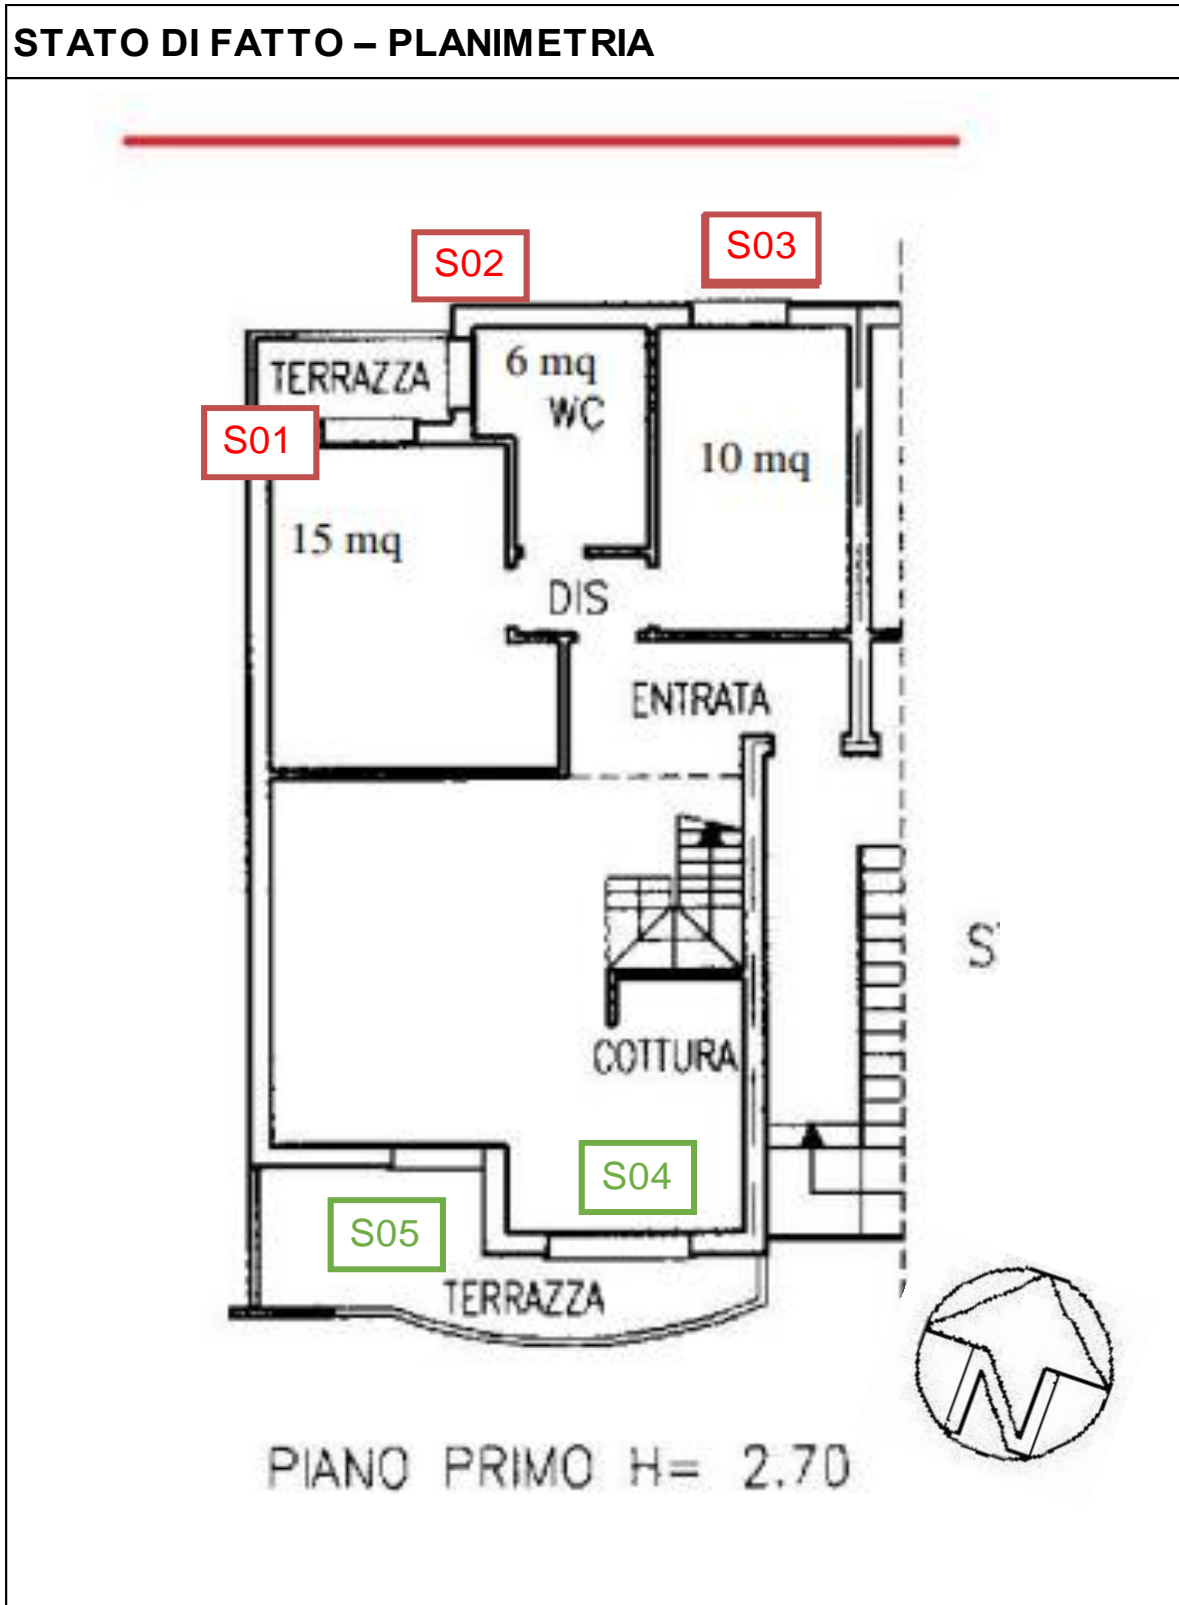 STATO DI FATTO – PLANIMETRIA
S02
S03
TERRAZZA
6 mq
WC
S01
10 mq
15 mq
DIS
ENTRATA
S
COTTURA
S04
S05
TERRAZZA
N
PIANO PRIMO H= 2.70